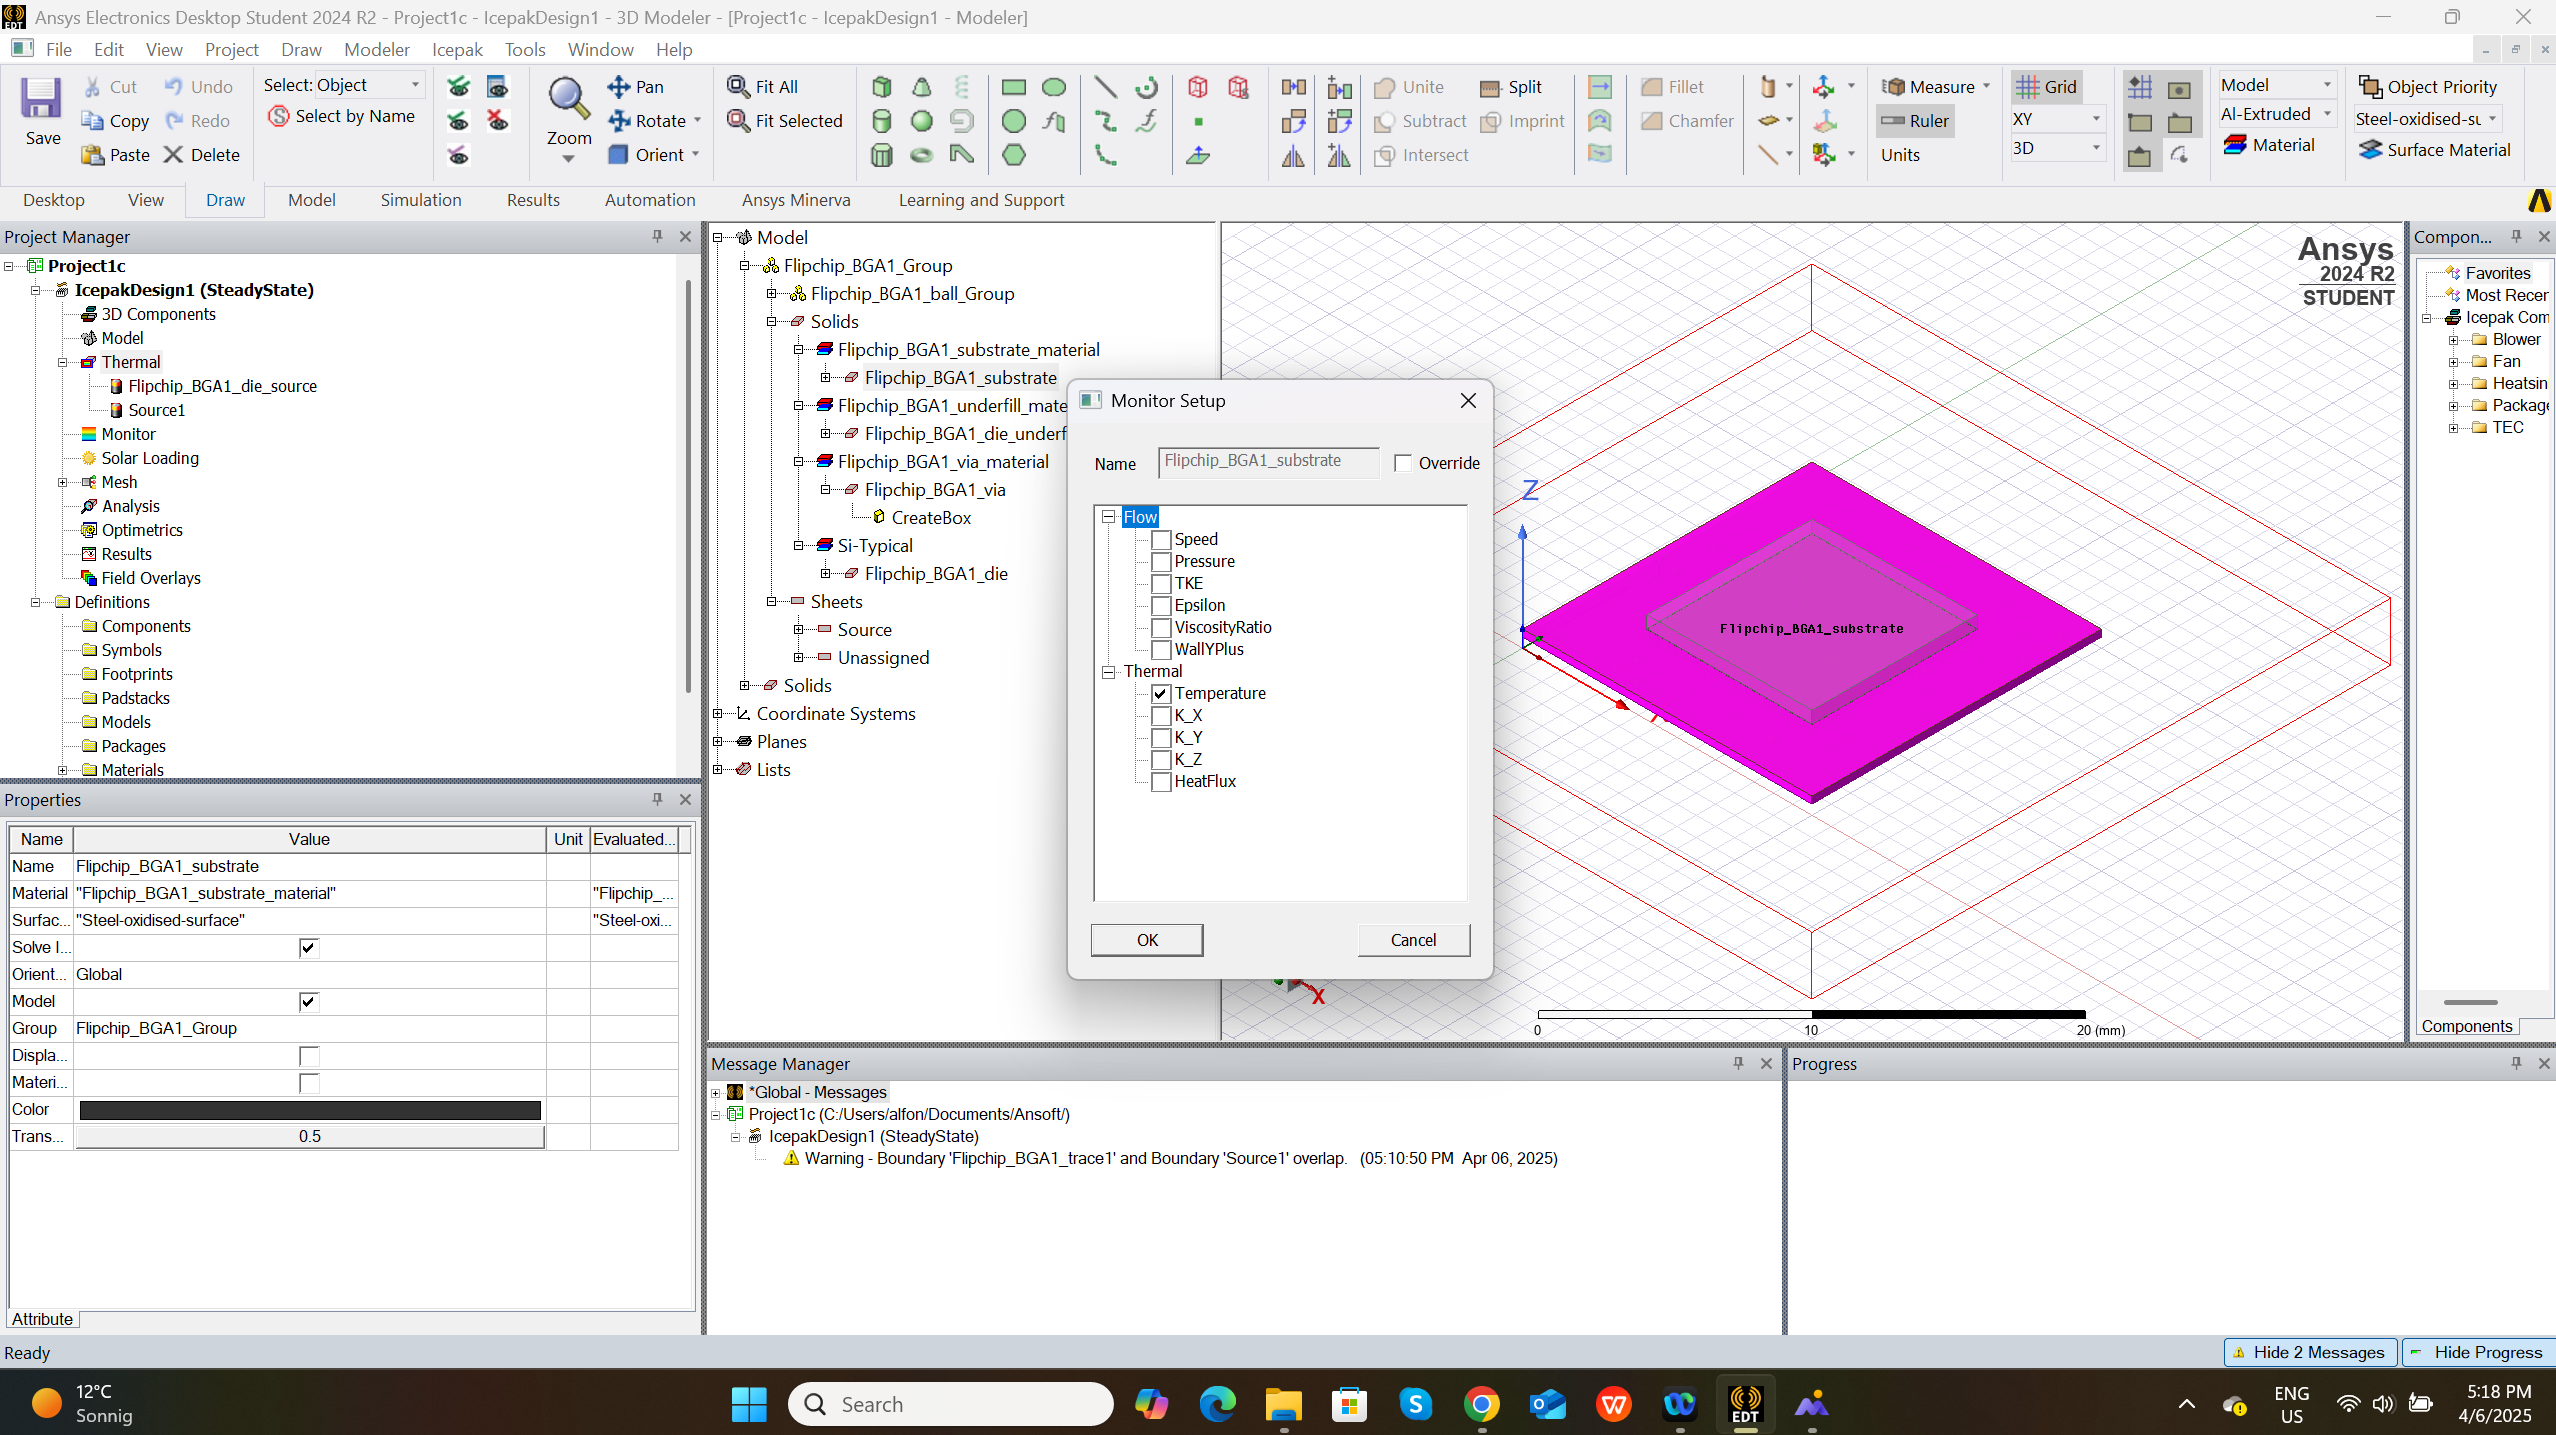 Ansys Electronics Desktop Student 2024 R2 - Project1c - IcepakDesign1 - 3D Modeler - [Project1c - IcepakDesign1 - Modeler]
File Edit View Project Draw Modeler Icepak Tools Window Help
Save
Cut
Copy
Paste
Undo
Redo
Delete
Select: Object
Select by Name
Zoom
Pan
Rotate
Orient
Fit All
Fit Selected
Unite
Subtract
Intersect
Split
Imprint
Fillet
Chamfer
Measure
Ruler
Units
Grid
XY
3D
Model
Al-Extruded
Material
Object Priority
Steel-oxidised-su
Surface Material
Desktop View Draw Model Simulation Results Automation Ansys Minerva Learning and Support
Project Manager
Project1c
IcepakDesign1 (SteadyState)
3D Components
Model
Thermal
Flipchip_BGA1_die_source
Source1
Monitor
Solar Loading
Mesh
Analysis
Optimetrics
Results
Field Overlays
Definitions
Components
Symbols
Footprints
Padstacks
Models
Packages
Materials
Properties
Name Value Unit Evaluated...
Name Flipchip_BGA1_substrate
Material "Flipchip_BGA1_substrate_material" "Flipchip_...
Surfac... "Steel-oxidised-surface" "Steel-oxi...
Solve I...
Orient... Global
Model
Group Flipchip_BGA1_Group
Displa...
Materi...
Color
Trans... 0.5
Attribute
Model
Flipchip_BGA1_Group
Flipchip_BGA1_ball_Group
Solids
Flipchip_BGA1_substrate_material
Flipchip_BGA1_substrate
Flipchip_BGA1_underfill_mate
Flipchip_BGA1_die_underf
Flipchip_BGA1_via_material
Flipchip_BGA1_via
CreateBox
Si-Typical
Flipchip_BGA1_die
Sheets
Source
Unassigned
Solids
Coordinate Systems
Planes
Lists
Monitor Setup
Name Flipchip_BGA1_substrate Override
Flow
Speed
Pressure
TKE
Epsilon
ViscosityRatio
WallYPlus
Thermal
Temperature
K_X
K_Y
K_Z
HeatFlux
OK Cancel
Ansys
2024 R2
STUDENT
Z
Flipchip_BGA1_substrate
X
0 10 20 (mm)
Compon...
Favorites
Most Recer
Icepak Com
Blower
Fan
Heatsin
Package
TEC
Components
Message Manager
*Global - Messages
Project1c (C:/Users/alfon/Documents/Ansoft/)
IcepakDesign1 (SteadyState)
Warning - Boundary 'Flipchip_BGA1_trace1' and Boundary 'Source1' overlap. (05:10:50 PM Apr 06, 2025)
Progress
Ready
Hide 2 Messages Hide Progress
12°C
Sonnig
Search
EDT
ENG
US
5:18 PM
4/6/2025